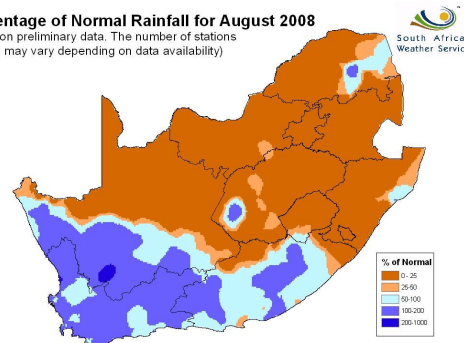 centage of Normal Rainfall for August 2008
on preliminary data. The number of stations
may vary depending on data availability)
South Africa
Weather Servic
% of Normal
0 - 25
25-50
50-100
100-200
200-1000